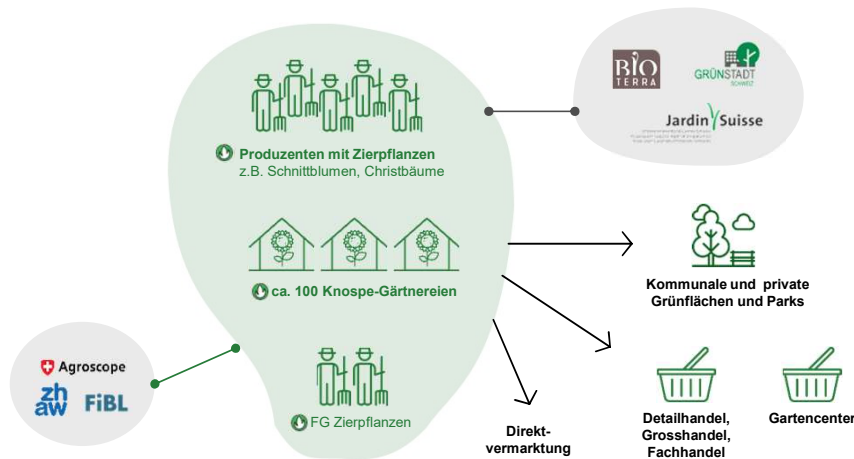 BIO
TERRA
GRÜNSTADT
SCHWEIZ
Jardin Suisse
Produzenten mit Zierpflanzen
z.B. Schnittblumen, Christbäume
ca. 100 Knospe-Gärtnereien
Kommunale und private
Grünflächen und Parks
Agroscope
zh
aw
FiBL
FG Zierpflanzen
Direkt-
vermarktung
Detailhandel,
Grosshandel,
Fachhandel
Gartencenter